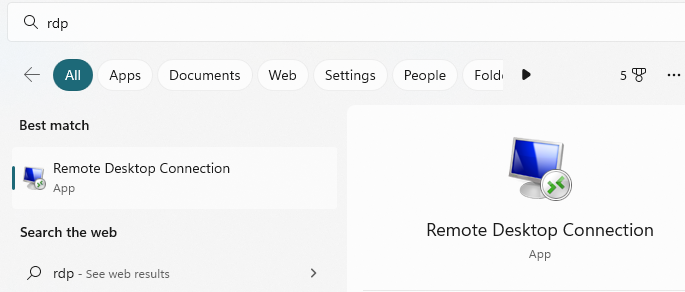 rdp
All Apps Documents Web Settings People Folde 5 ...
Best match
Remote Desktop Connection
App
Search the web
rdp - See web results
Remote Desktop Connection
App